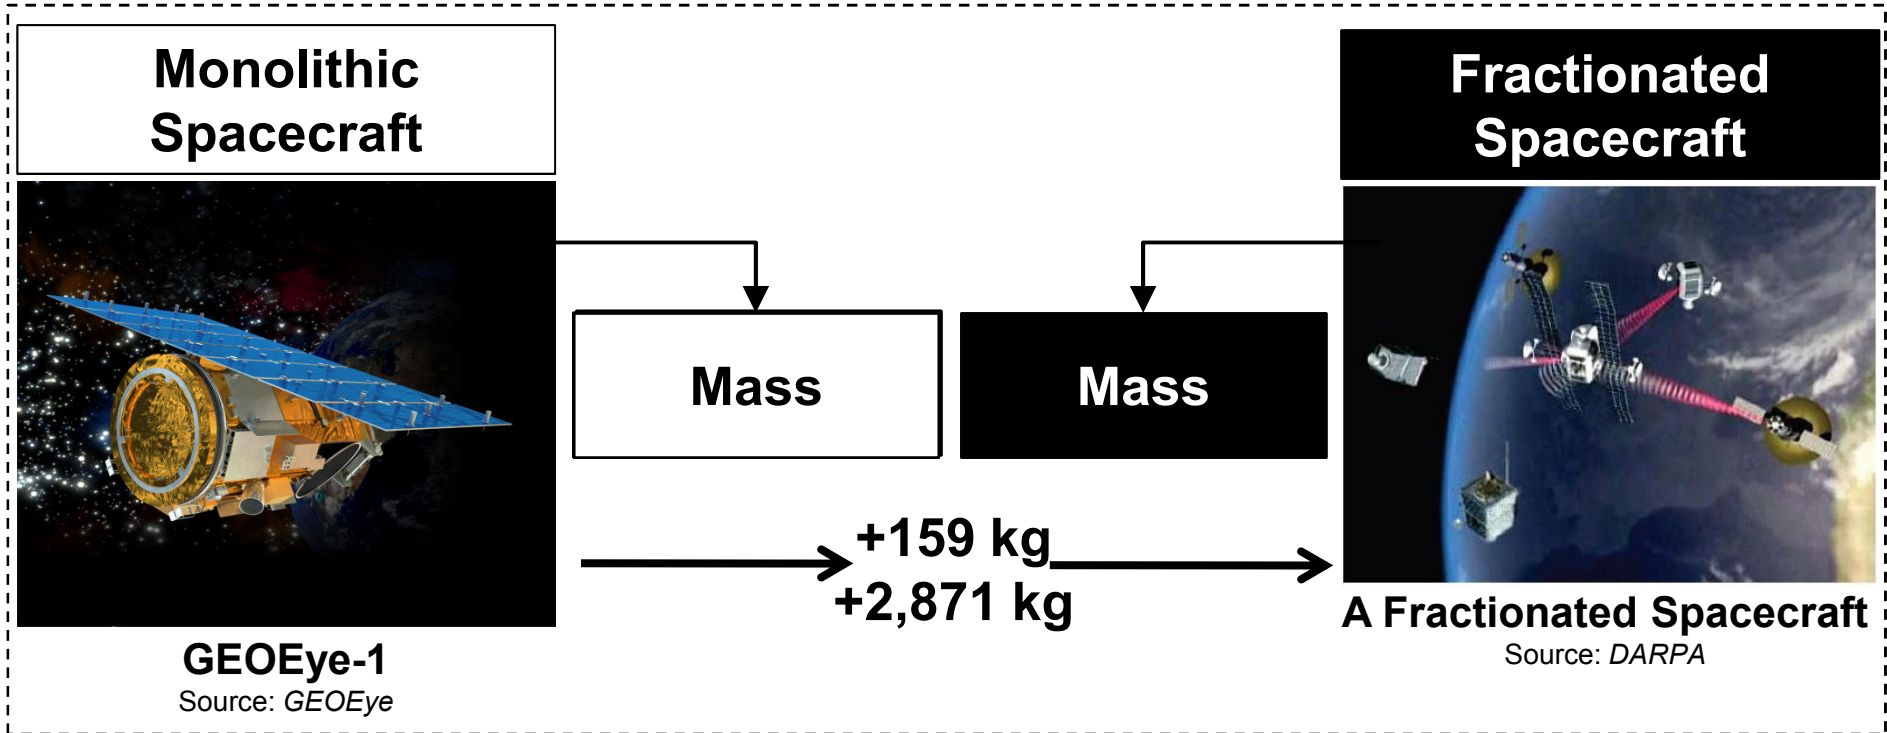 Monolithic
Spacecraft
Fractionated
Spacecraft
Mass
Mass
+159 kg
+2,871 kg
GEOEye-1
Source: GEOEye
A Fractionated Spacecraft
Source: DARPA